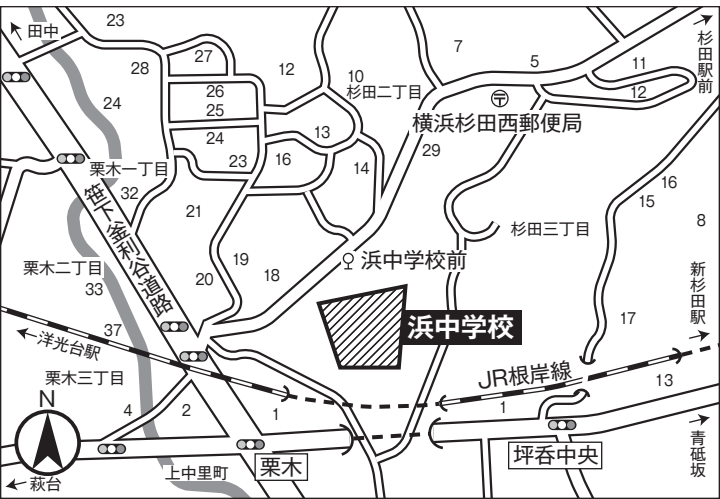 23
田中
杉田駅前
27
7
5
28
12
10
11
26
杉田二丁目
12
24
25
横浜杉田西郵便局
24
13
29
23
16
14
栗木一丁目
32
16
15
21
笹下釜利谷道路
8
杉田三丁目
19
浜中学校前
栗木二丁目
20
18
33
新杉田駅
浜中学校
17
37
洋光台駅
JR根岸線
栗木三丁目
13
N
4
2
1
1
青砥坂
栗木
坪呑中央
上中里町
萩台